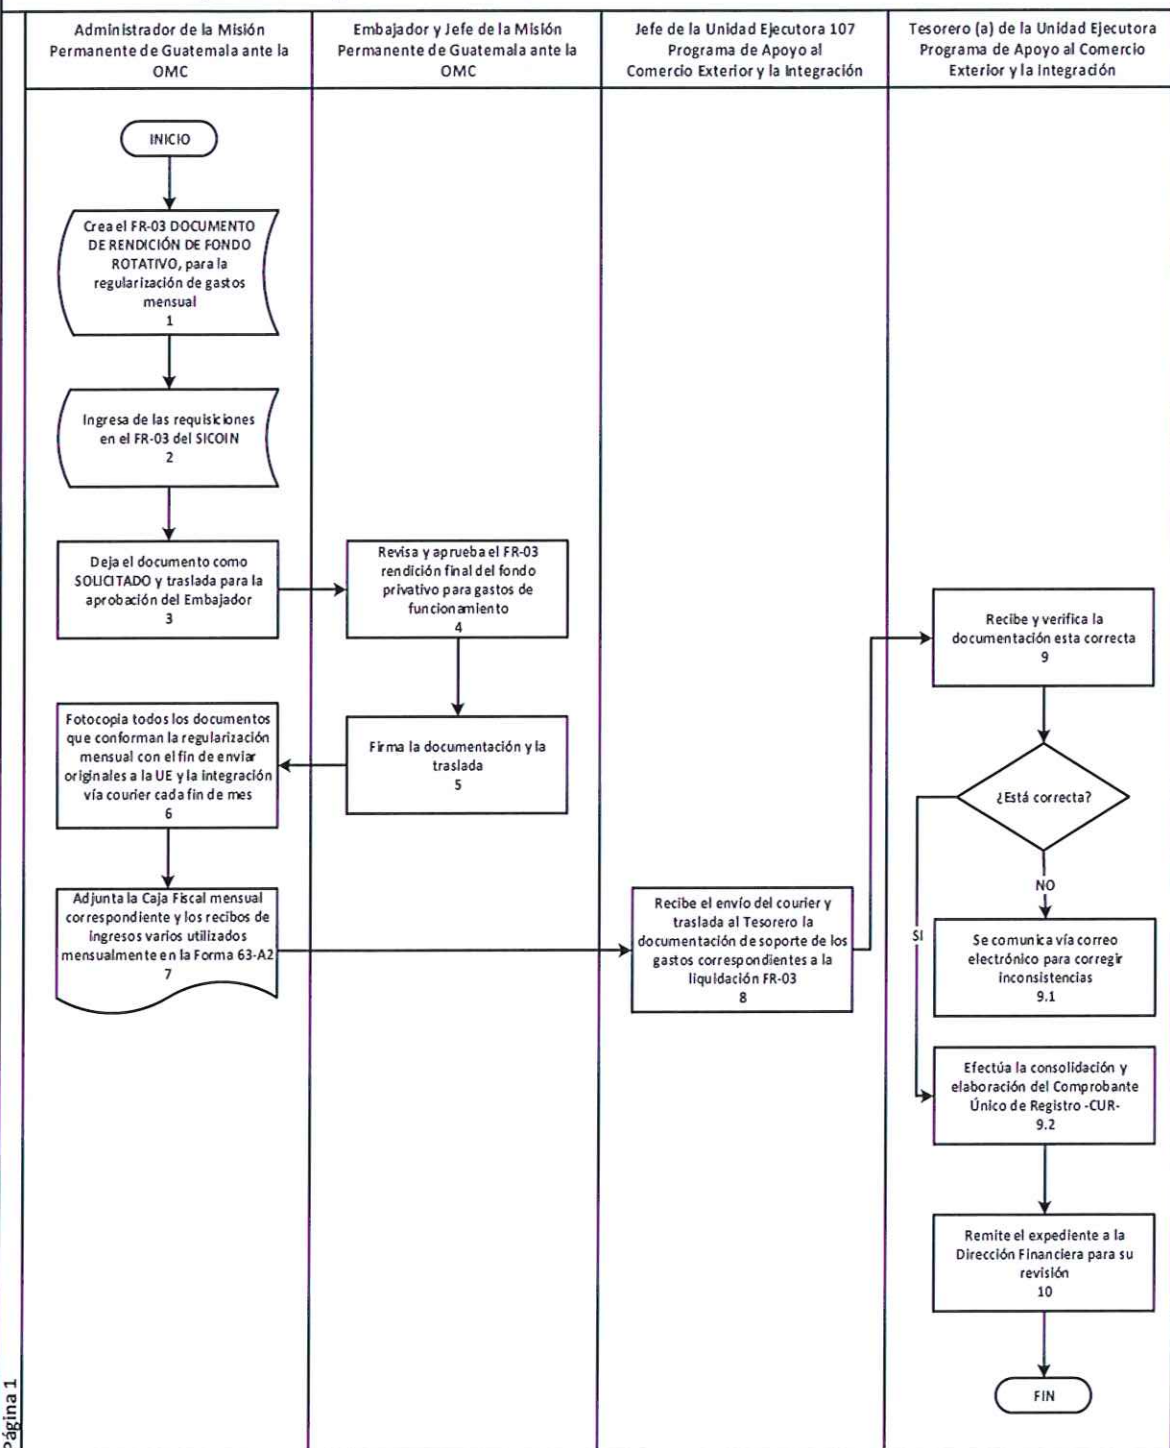 Administrador de la Misión
Permanente de Guatemala ante la
OMC
Embajador y Jefe de la Misión
Permanente de Guatemala ante la
OMC
Jefe de la Unidad Ejecutora 107
Programa de Apoyo al
Comercio Exterior y la Integración
Tesorero (a) de la Unidad Ejecutora
Programa de Apoyo al Comercio
Exterior y la Integración
INICIO
Crea el FR-03 DOCUMENTO
DE RENDICIÓN DE FONDO
ROTATIVO, para la
regularización de gastos
mensual
1
Ingresa de las requisiciones
en el FR-03 del SICOIN
2
Deja el documento como
SOLICITADO y traslada para la
aprobación del Embajador
3
Revisa y aprueba el FR-03
rendición final del fondo
privativo para gastos de
funcionamiento
4
Firma la documentación y la
traslada
5
Fotocopia todos los documentos
que conforman la regularización
mensual con el fin de enviar
originales a la UE y la integración
vía courier cada fin de mes
6
Adjunta la Caja Fiscal mensual
correspondiente y los recibos de
ingresos varios utilizados
mensualmente en la Forma 63-A2
7
Recibe el envío del courier y
traslada al Tesorero la
documentación de soporte de los
gastos correspondientes a la
liquidación FR-03
8
Recibe y verifica la
documentación esta correcta
9
¿Está correcta?
NO
SI
Se comunica vía correo
electrónico para corregir
inconsistencias
9.1
Efectúa la consolidación y
elaboración del Comprobante
Único de Registro -CUR-
9.2
Remite el expediente a la
Dirección Financiera para su
revisión
10
FIN
Página 1